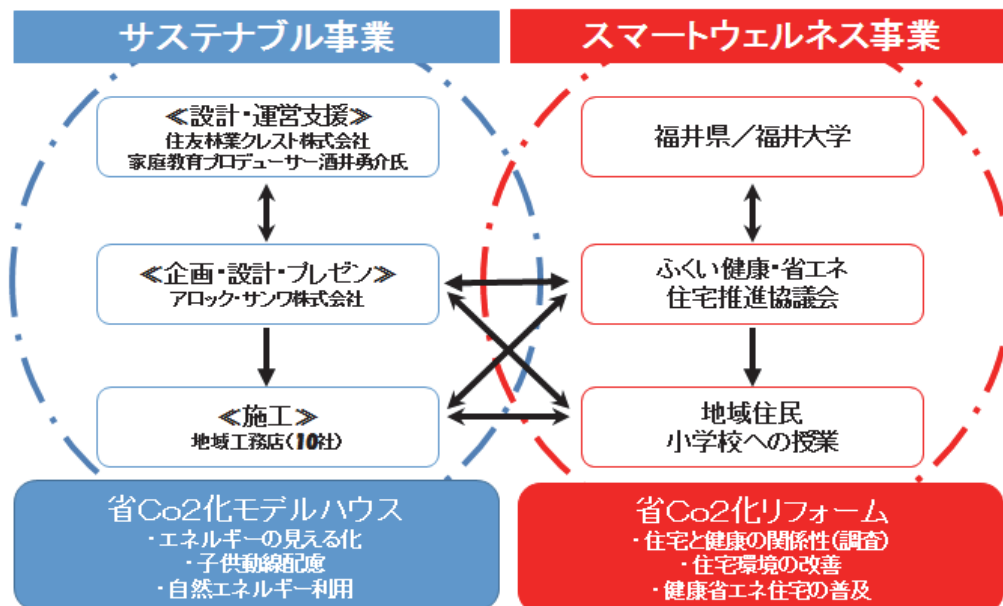 サステナブル事業
≪設計・運営支援≫
住友林業クレスト株式会社
家庭教育プロデューサー酒井勇介氏
≪企画・設計・プレゼン≫
アロック・サンワ株式会社
≪施工≫
地域工務店(10社)
省Co2化モデルハウス
・エネルギーの見える化
・子供動線配慮
・自然エネルギー利用
スマートウェルネス事業
福井県／福井大学
ふくい健康・省エネ
住宅推進協議会
地域住民
小学校への授業
省Co2化リフォーム
・住宅と健康の関係性(調査)
・住宅環境の改善
・健康省エネ住宅の普及